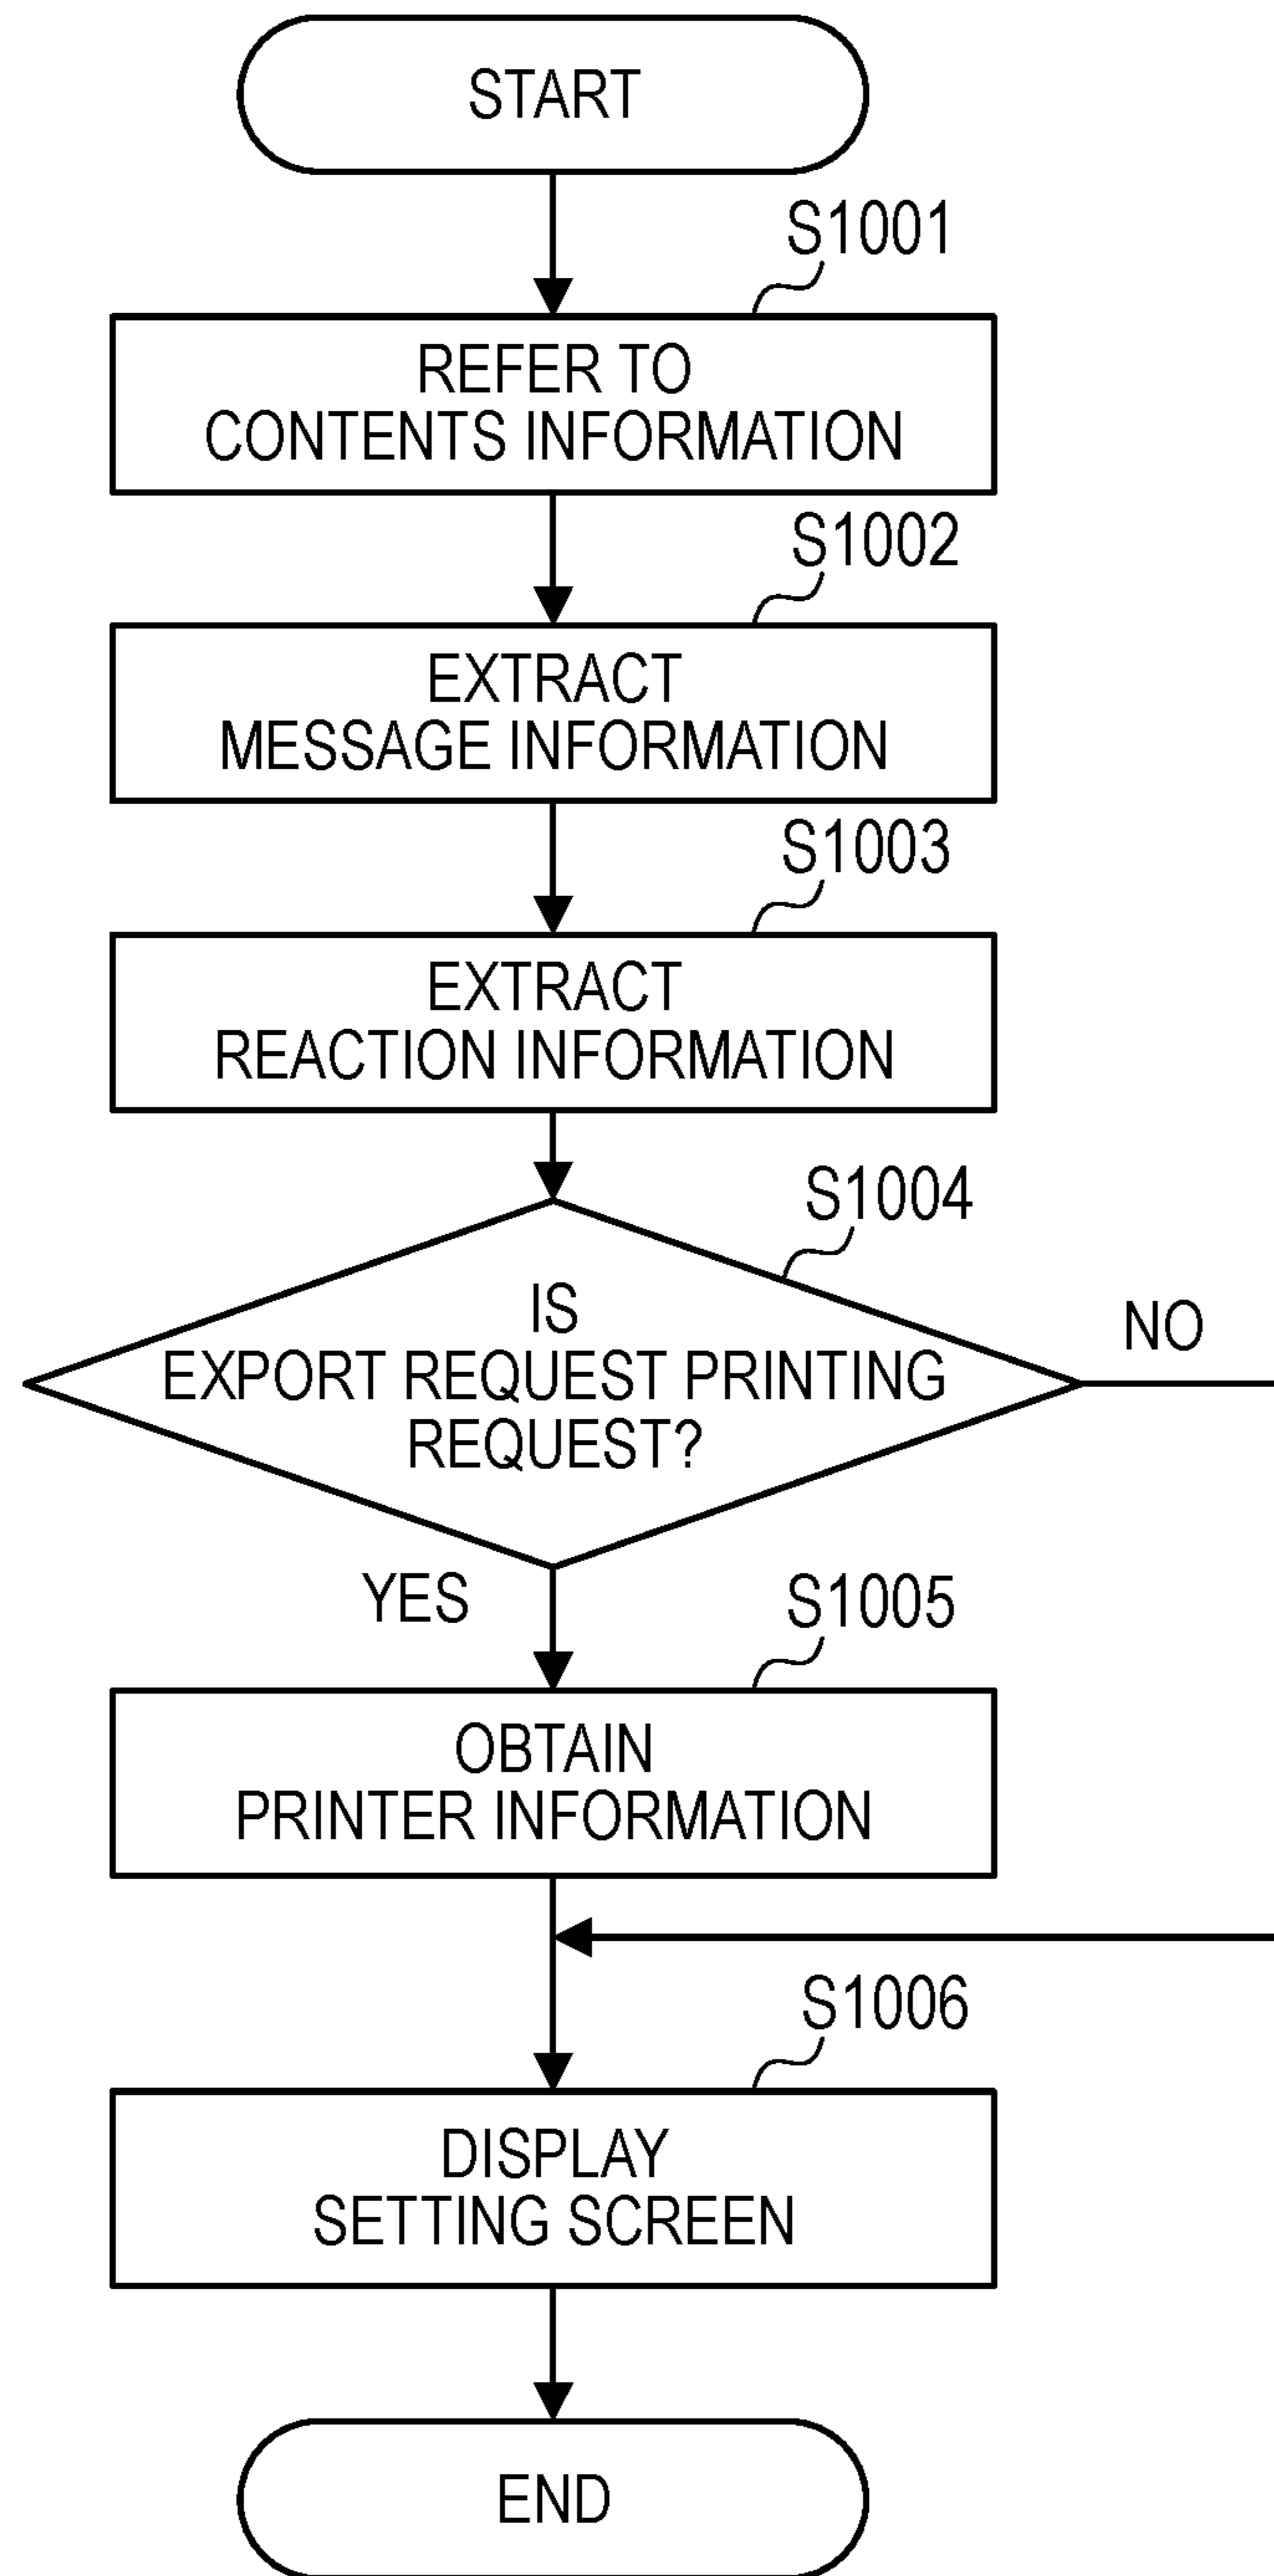 START
S1001
REFER TO
CONTENTS INFORMATION
S1002
EXTRACT
MESSAGE INFORMATION
S1003
EXTRACT
REACTION INFORMATION
S1004
IS
EXPORT REQUEST PRINTING
REQUEST?
NO
YES
S1005
OBTAIN
PRINTER INFORMATION
S1006
DISPLAY
SETTING SCREEN
END